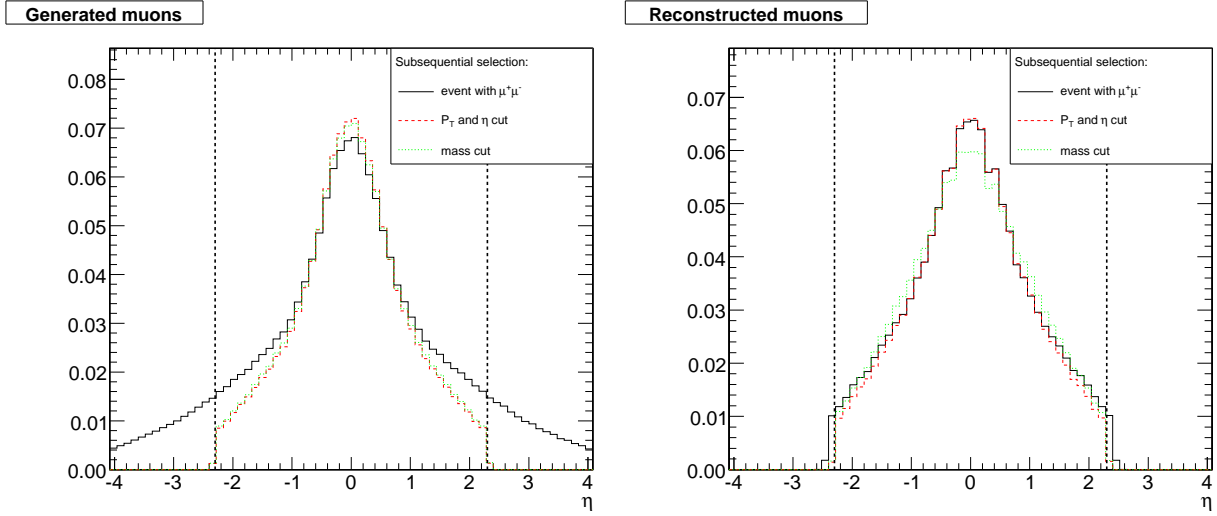 Generated muons
0.08
0.07
0.06
0.05
0.04
0.03
0.02
0.01
0.00
-4 -3 -2 -1 0 1 2 3 4
η
Subsequential selection:
event with μ⁺μ⁻
P_T and η cut
mass cut
Reconstructed muons
0.07
0.06
0.05
0.04
0.03
0.02
0.01
0.00
-4 -3 -2 -1 0 1 2 3 4
η
Subsequential selection:
event with μ⁺μ⁻
P_T and η cut
mass cut